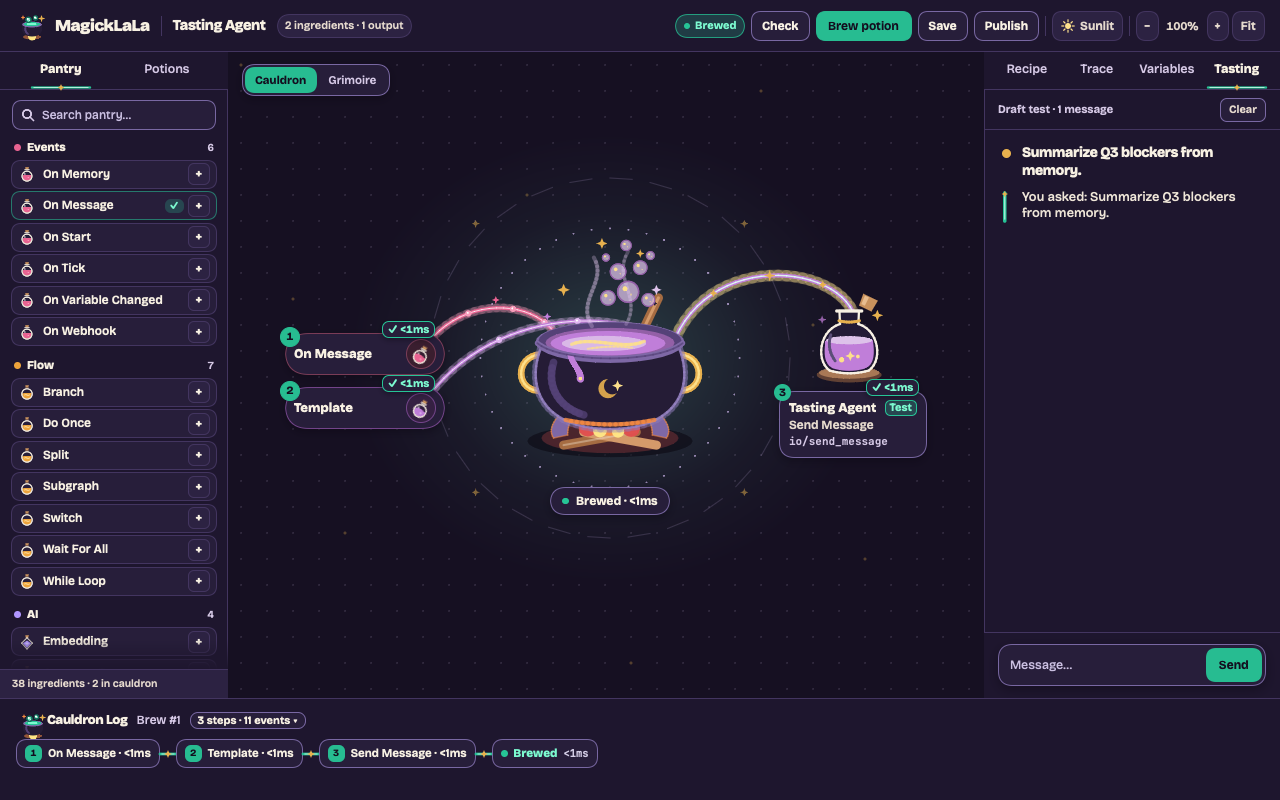 MagickLaLa
Tasting Agent
2 ingredients · 1 output
Brewed
Check
Brew potion
Save
Publish
Sunlit
−
100%
+
Fit
Pantry
Potions
Search pantry…
Events 6
On Memory +
On Message +
On Start +
On Tick +
On Variable Changed +
On Webhook +
Flow 7
Branch +
Do Once +
Split +
Subgraph +
Switch +
Wait For All +
While Loop +
AI 4
Embedding +
38 ingredients · 2 in cauldron
Cauldron
Grimoire
1
<1ms
On Message
2
<1ms
Template
Brewed · <1ms
3
<1ms
Tasting Agent Test
Send Message
io/send_message
Recipe
Trace
Variables
Tasting
Draft test · 1 message
Clear
Summarize Q3 blockers from
memory.
You asked: Summarize Q3 blockers
from memory.
Message…
Send
Cauldron Log
Brew #1
3 steps · 11 events ▾
1 On Message · <1ms
2 Template · <1ms
3 Send Message · <1ms
Brewed <1ms